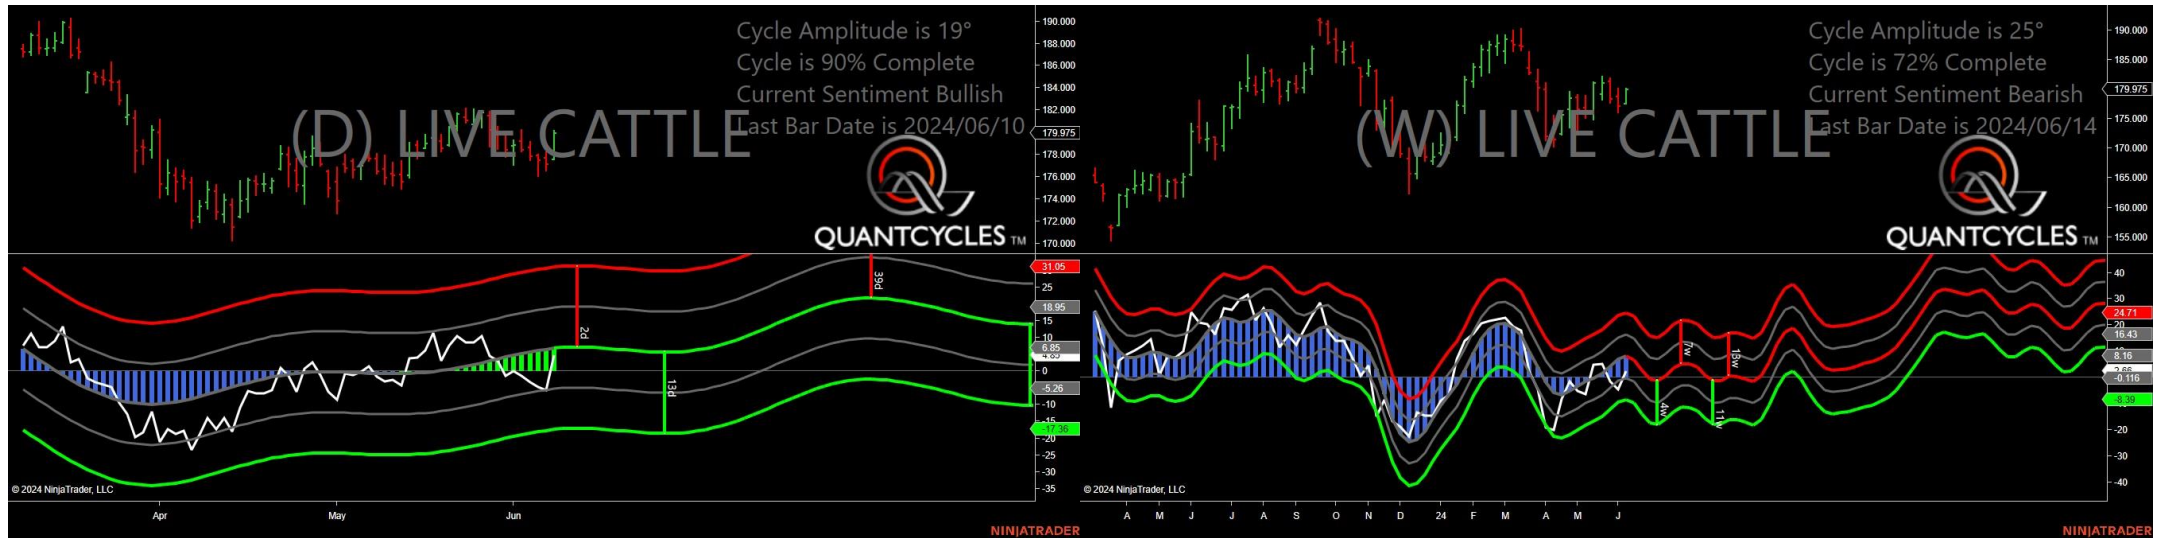 Cycle Amplitude is 19°
Cycle is 90% Complete
Current Sentiment Bullish
Last Bar Date is 2024/06/10
(D) LIVE CATTLE
QUANTCYCLES TM
190.000
188.000
186.000
184.000
182.000
179.975
178.000
176.000
174.000
172.000
170.000
31.05
25
18.95
15
10
6.85
4.85
0
-5.26
-10
-17.36
-20
-25
-30
-35
2d
13d
39d
© 2024 NinjaTrader, LLC
Apr May Jun
NINJATRADER
Cycle Amplitude is 25°
Cycle is 72% Complete
Current Sentiment Bearish
Last Bar Date is 2024/06/14
(W) LIVE CATTLE
QUANTCYCLES TM
190.000
185.000
179.975
175.000
170.000
165.000
160.000
155.000
40
30
24.71
20
16.43
8.16
2.66
-0.116
-8.39
-20
-30
-40
4w
7w
11w
18w
© 2024 NinjaTrader, LLC
A M J J A S O N D 24 F M A M J
NINJATRADER